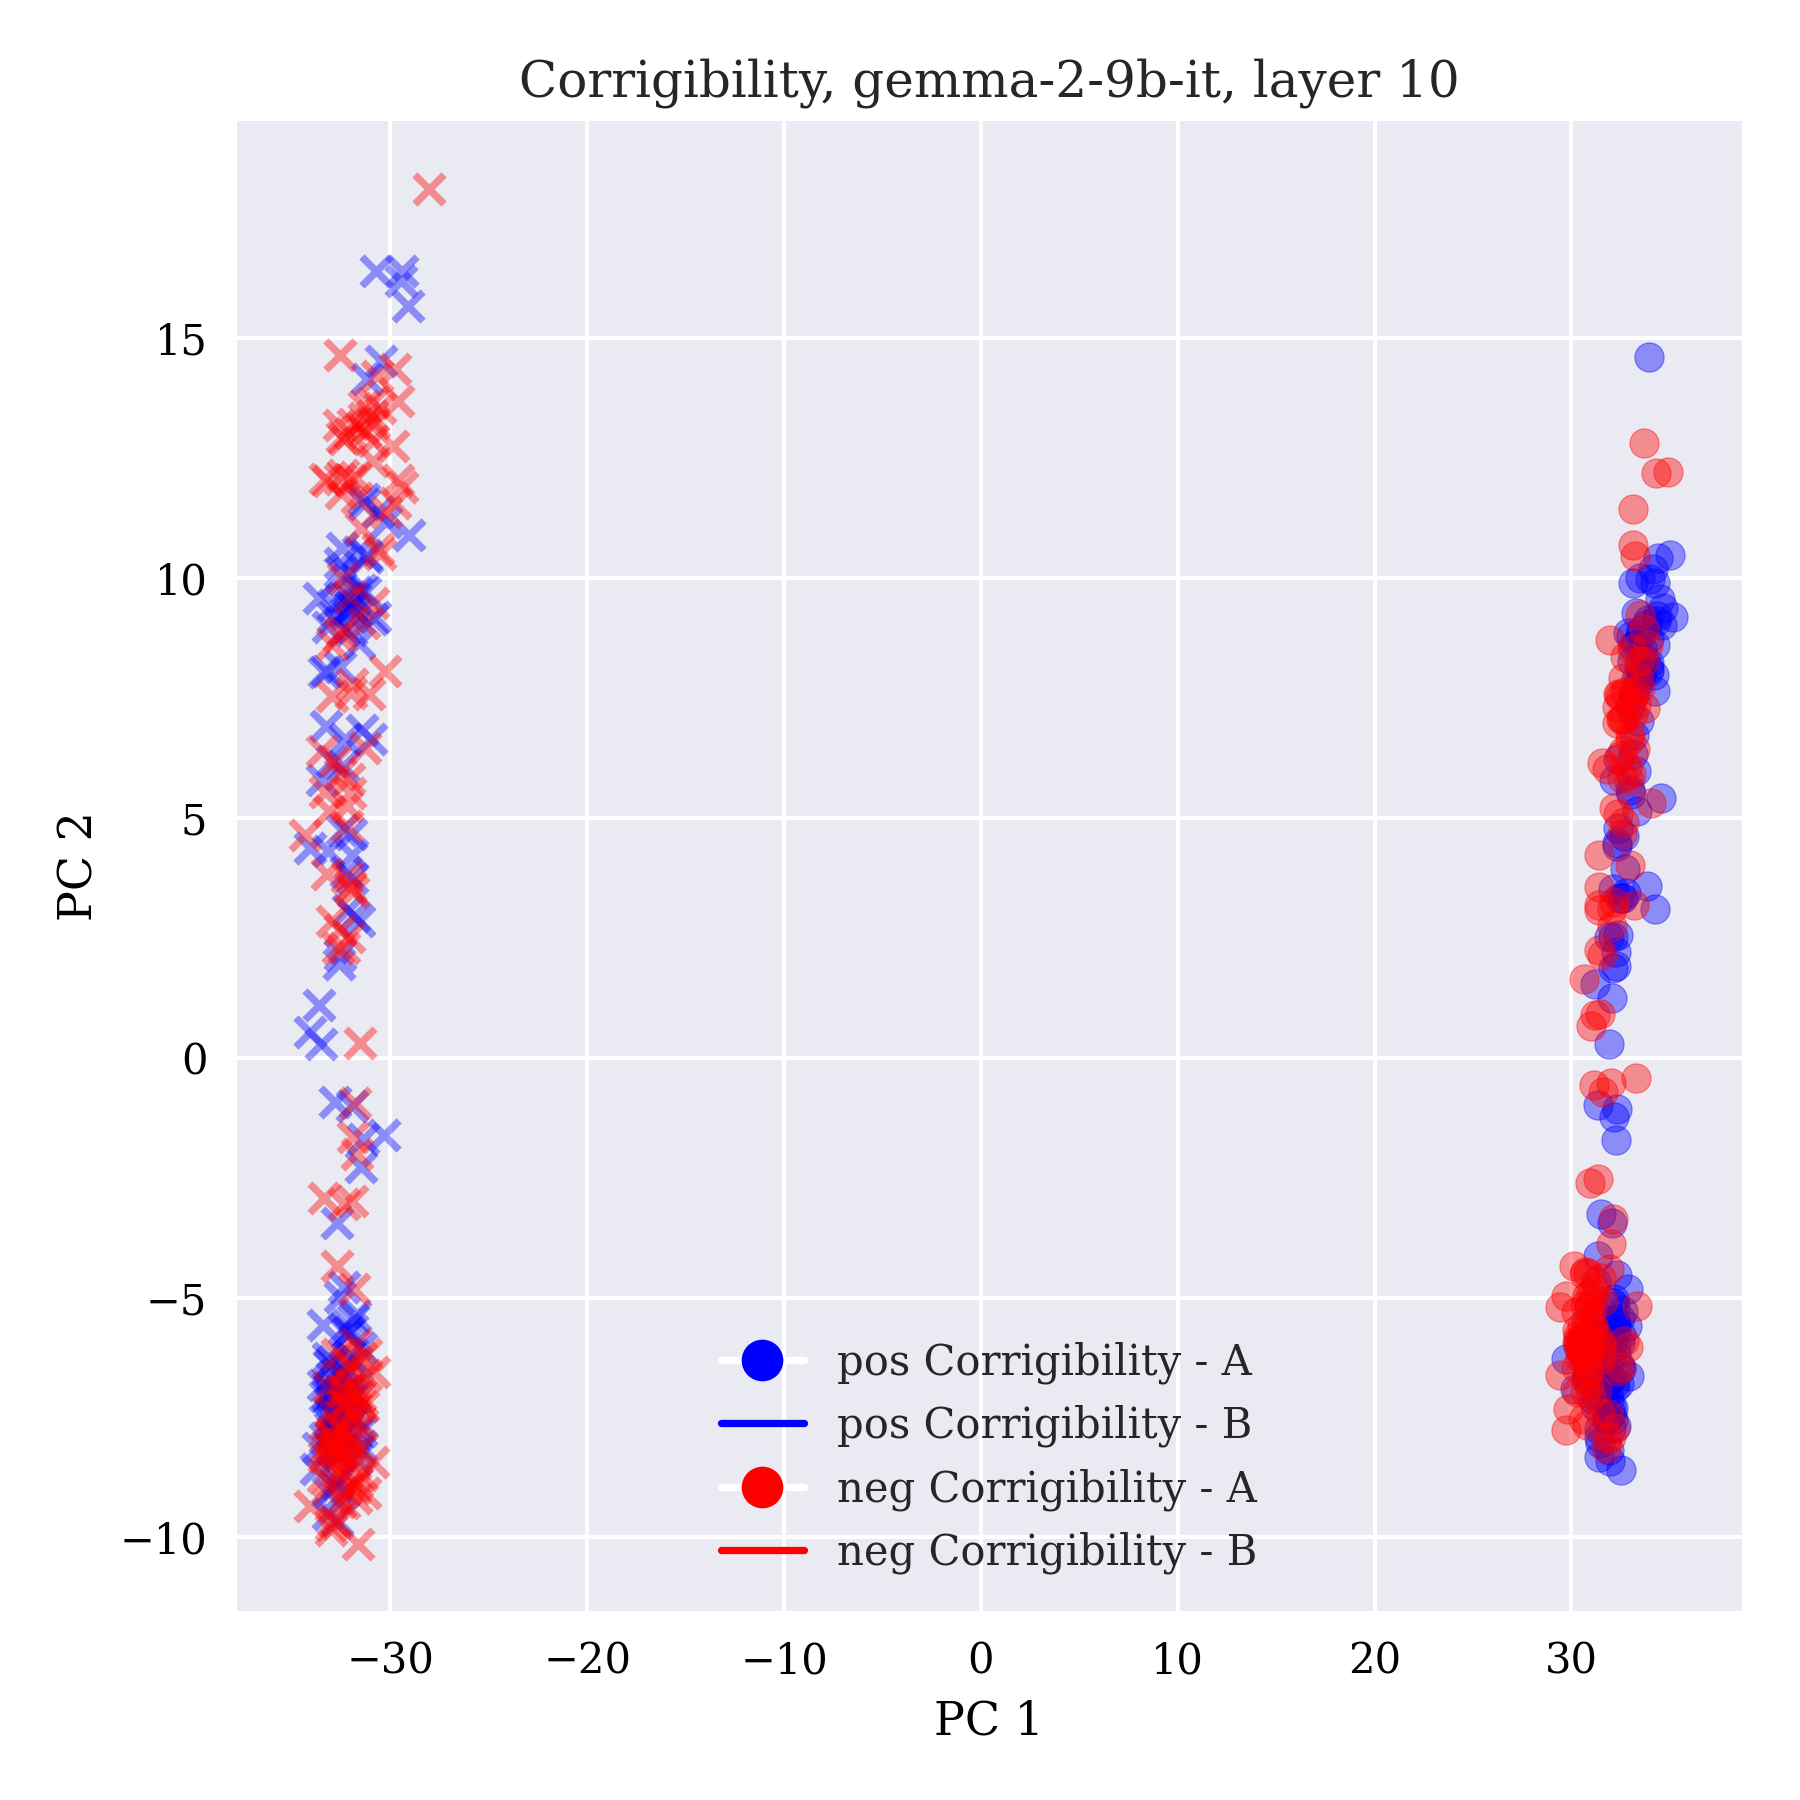 Corrigibility, gemma-2-9b-it, layer 10
PC 2
15
10
5
0
−5
−10
pos Corrigibility - A
pos Corrigibility - B
neg Corrigibility - A
neg Corrigibility - B
−30 −20 −10 0 10 20 30
PC 1